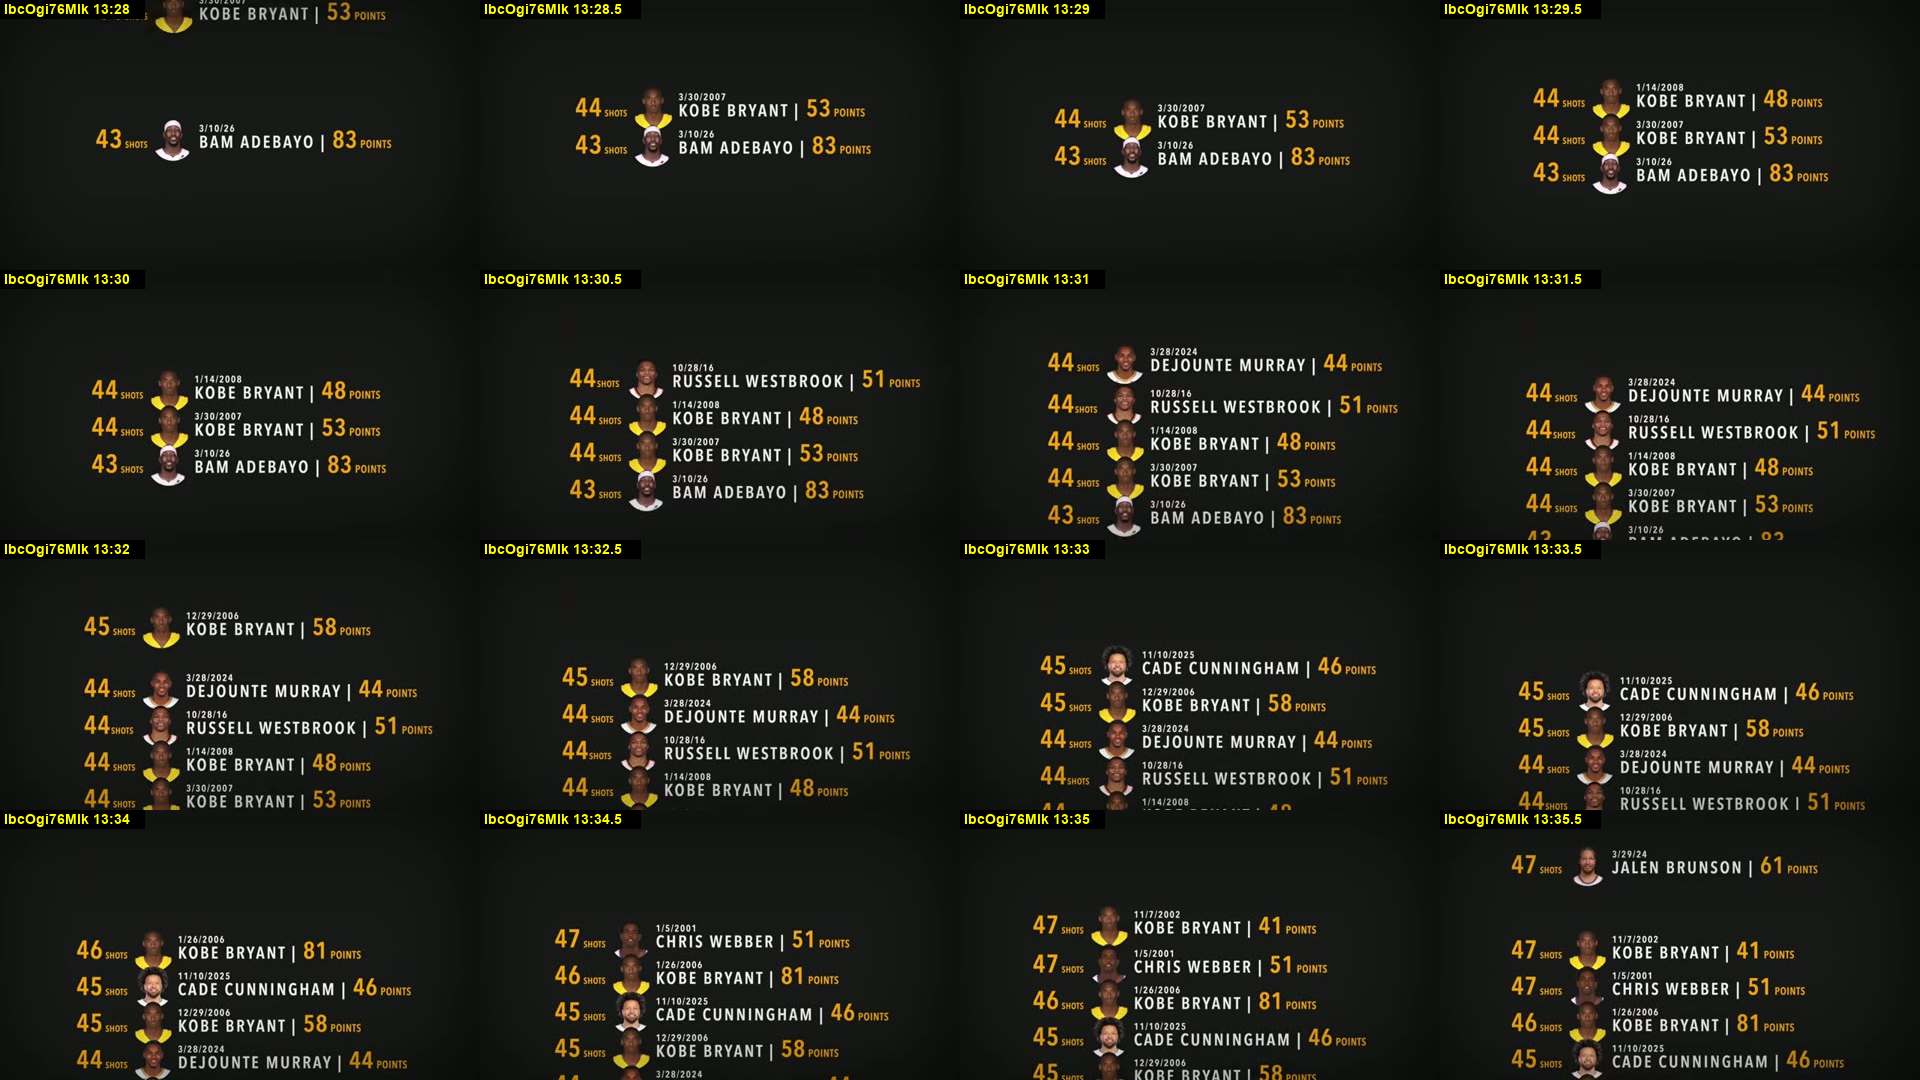 lbcOgi76Mlk 13:28
3/30/2007
KOBE BRYANT | 53 POINTS
3/10/26
43 SHOTS BAM ADEBAYO | 83 POINTS
lbcOgi76Mlk 13:28.5
3/30/2007
44 SHOTS KOBE BRYANT | 53 POINTS
3/10/26
43 SHOTS BAM ADEBAYO | 83 POINTS
lbcOgi76Mlk 13:29
3/30/2007
44 SHOTS KOBE BRYANT | 53 POINTS
3/10/26
43 SHOTS BAM ADEBAYO | 83 POINTS
lbcOgi76Mlk 13:29.5
1/14/2008
44 SHOTS KOBE BRYANT | 48 POINTS
3/30/2007
44 SHOTS KOBE BRYANT | 53 POINTS
3/10/26
43 SHOTS BAM ADEBAYO | 83 POINTS
lbcOgi76Mlk 13:30
1/14/2008
44 SHOTS KOBE BRYANT | 48 POINTS
3/30/2007
44 SHOTS KOBE BRYANT | 53 POINTS
3/10/26
43 SHOTS BAM ADEBAYO | 83 POINTS
lbcOgi76Mlk 13:30.5
10/28/16
44 SHOTS RUSSELL WESTBROOK | 51 POINTS
1/14/2008
44 SHOTS KOBE BRYANT | 48 POINTS
3/30/2007
44 SHOTS KOBE BRYANT | 53 POINTS
3/10/26
43 SHOTS BAM ADEBAYO | 83 POINTS
lbcOgi76Mlk 13:31
3/28/2024
44 SHOTS DEJOUNTE MURRAY | 44 POINTS
10/28/16
44 SHOTS RUSSELL WESTBROOK | 51 POINTS
1/14/2008
44 SHOTS KOBE BRYANT | 48 POINTS
3/30/2007
44 SHOTS KOBE BRYANT | 53 POINTS
3/10/26
43 SHOTS BAM ADEBAYO | 83 POINTS
lbcOgi76Mlk 13:31.5
3/28/2024
44 SHOTS DEJOUNTE MURRAY | 44 POINTS
10/28/16
44 SHOTS RUSSELL WESTBROOK | 51 POINTS
1/14/2008
44 SHOTS KOBE BRYANT | 48 POINTS
3/30/2007
44 SHOTS KOBE BRYANT | 53 POINTS
3/10/26
43 BAM ADEBAYO | 83
lbcOgi76Mlk 13:32
12/29/2006
45 SHOTS KOBE BRYANT | 58 POINTS
3/28/2024
44 SHOTS DEJOUNTE MURRAY | 44 POINTS
10/28/16
44 SHOTS RUSSELL WESTBROOK | 51 POINTS
1/14/2008
44 SHOTS KOBE BRYANT | 48 POINTS
3/30/2007
44 SHOTS KOBE BRYANT | 53 POINTS
lbcOgi76Mlk 13:32.5
12/29/2006
45 SHOTS KOBE BRYANT | 58 POINTS
3/28/2024
44 SHOTS DEJOUNTE MURRAY | 44 POINTS
10/28/16
44 SHOTS RUSSELL WESTBROOK | 51 POINTS
1/14/2008
44 SHOTS KOBE BRYANT | 48 POINTS
lbcOgi76Mlk 13:33
11/10/2025
45 SHOTS CADE CUNNINGHAM | 46 POINTS
12/29/2006
45 SHOTS KOBE BRYANT | 58 POINTS
3/28/2024
44 SHOTS DEJOUNTE MURRAY | 44 POINTS
10/28/16
44 SHOTS RUSSELL WESTBROOK | 51 POINTS
1/14/2008
lbcOgi76Mlk 13:33.5
11/10/2025
45 SHOTS CADE CUNNINGHAM | 46 POINTS
12/29/2006
45 SHOTS KOBE BRYANT | 58 POINTS
3/28/2024
44 SHOTS DEJOUNTE MURRAY | 44 POINTS
10/28/16
44 SHOTS RUSSELL WESTBROOK | 51 POINTS
lbcOgi76Mlk 13:34
1/26/2006
46 SHOTS KOBE BRYANT | 81 POINTS
11/10/2025
45 SHOTS CADE CUNNINGHAM | 46 POINTS
12/29/2006
45 SHOTS KOBE BRYANT | 58 POINTS
3/28/2024
44 SHOTS DEJOUNTE MURRAY | 44 POINTS
lbcOgi76Mlk 13:34.5
1/5/2001
47 SHOTS CHRIS WEBBER | 51 POINTS
1/26/2006
46 SHOTS KOBE BRYANT | 81 POINTS
11/10/2025
45 SHOTS CADE CUNNINGHAM | 46 POINTS
12/29/2006
45 SHOTS KOBE BRYANT | 58 POINTS
3/28/2024
lbcOgi76Mlk 13:35
11/7/2002
47 SHOTS KOBE BRYANT | 41 POINTS
1/5/2001
47 SHOTS CHRIS WEBBER | 51 POINTS
1/26/2006
46 SHOTS KOBE BRYANT | 81 POINTS
11/10/2025
45 SHOTS CADE CUNNINGHAM | 46 POINTS
12/29/2006
45 SHOTS KOBE BRYANT | 58 POINTS
lbcOgi76Mlk 13:35.5
3/29/24
47 SHOTS JALEN BRUNSON | 61 POINTS
11/7/2002
47 SHOTS KOBE BRYANT | 41 POINTS
1/5/2001
47 SHOTS CHRIS WEBBER | 51 POINTS
1/26/2006
46 SHOTS KOBE BRYANT | 81 POINTS
11/10/2025
45 SHOTS CADE CUNNINGHAM | 46 POINTS